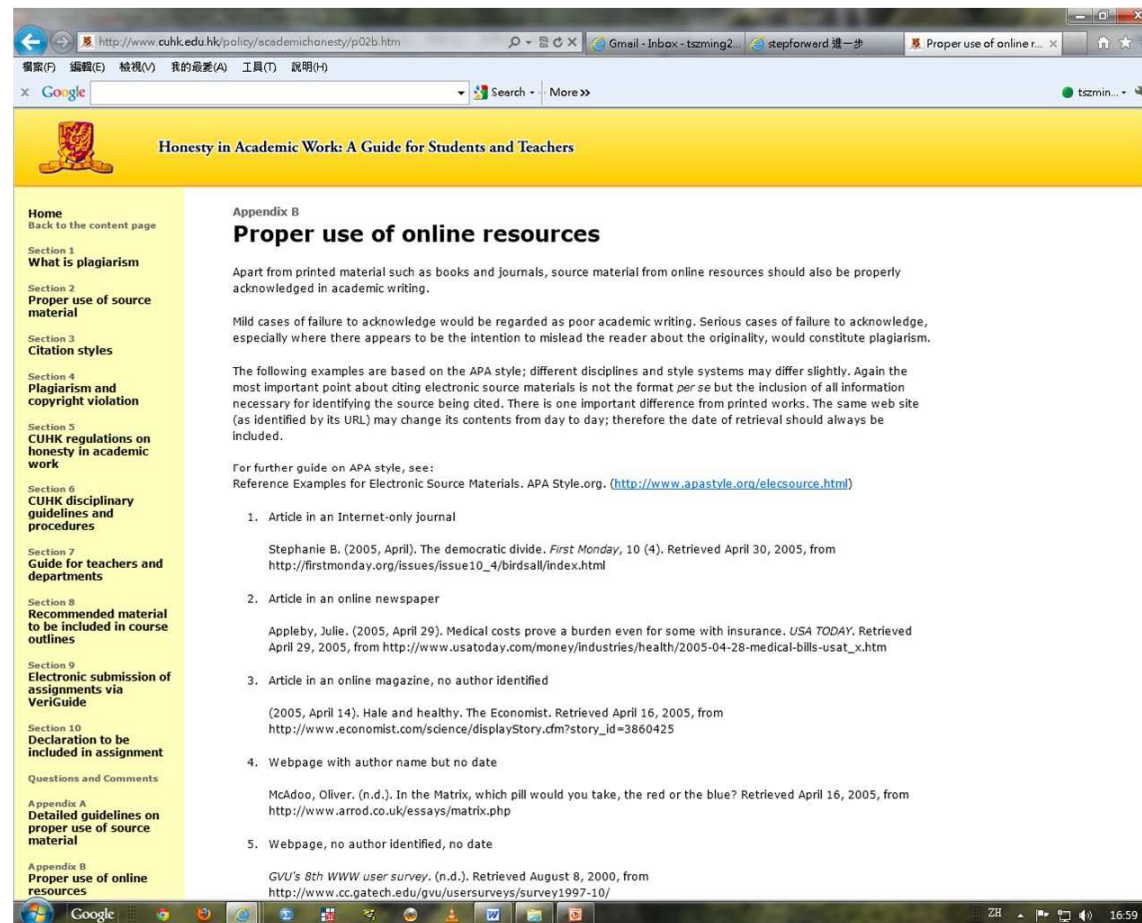 http://www.cuhk.edu.hk/policy/academichonesty/p02b.htm
Gmail - Inbox - tszming2...
stepforward 進一步
Proper use of online r...
檔案(F) 編輯(E) 檢視(V) 我的最愛(A) 工具(T) 說明(H)
x Google Search More >> tszmin...
Honesty in Academic Work: A Guide for Students and Teachers
Home
Back to the content page
Section 1
What is plagiarism
Section 2
Proper use of source
material
Section 3
Citation styles
Section 4
Plagiarism and
copyright violation
Section 5
CUHK regulations on
honesty in academic
work
Section 6
CUHK disciplinary
guidelines and
procedures
Section 7
Guide for teachers and
departments
Section 8
Recommended material
to be included in course
outlines
Section 9
Electronic submission of
assignments via
VeriGuide
Section 10
Declaration to be
included in assignment
Questions and Comments
Appendix A
Detailed guidelines on
proper use of source
material
Appendix B
Proper use of online
resources
Appendix B
Proper use of online resources
Apart from printed material such as books and journals, source material from online resources should also be properly
acknowledged in academic writing.
Mild cases of failure to acknowledge would be regarded as poor academic writing. Serious cases of failure to acknowledge,
especially where there appears to be the intention to mislead the reader about the originality, would constitute plagiarism.
The following examples are based on the APA style; different disciplines and style systems may differ slightly. Again the
most important point about citing electronic source materials is not the format per se but the inclusion of all information
necessary for identifying the source being cited. There is one important difference from printed works. The same web site
(as identified by its URL) may change its contents from day to day; therefore the date of retrieval should always be
included.
For further guide on APA style, see:
Reference Examples for Electronic Source Materials. APA Style.org. (http://www.apastyle.org/elecsource.html)
1. Article in an Internet-only journal
Stephanie B. (2005, April). The democratic divide. First Monday, 10 (4). Retrieved April 30, 2005, from
http://firstmonday.org/issues/issue10_4/birdsall/index.html
2. Article in an online newspaper
Appleby, Julie. (2005, April 29). Medical costs prove a burden even for some with insurance. USA TODAY. Retrieved
April 29, 2005, from http://www.usatoday.com/money/industries/health/2005-04-28-medical-bills-usat_x.htm
3. Article in an online magazine, no author identified
(2005, April 14). Hale and healthy. The Economist. Retrieved April 16, 2005, from
http://www.economist.com/science/displayStory.cfm?story_id=3860425
4. Webpage with author name but no date
McAdoo, Oliver. (n.d.). In the Matrix, which pill would you take, the red or the blue? Retrieved April 16, 2005, from
http://www.arrod.co.uk/essays/matrix.php
5. Webpage, no author identified, no date
GVU's 8th WWW user survey. (n.d.). Retrieved August 8, 2000, from
http://www.cc.gatech.edu/gvu/usersurveys/survey1997-10/
Google
ZH 16:59